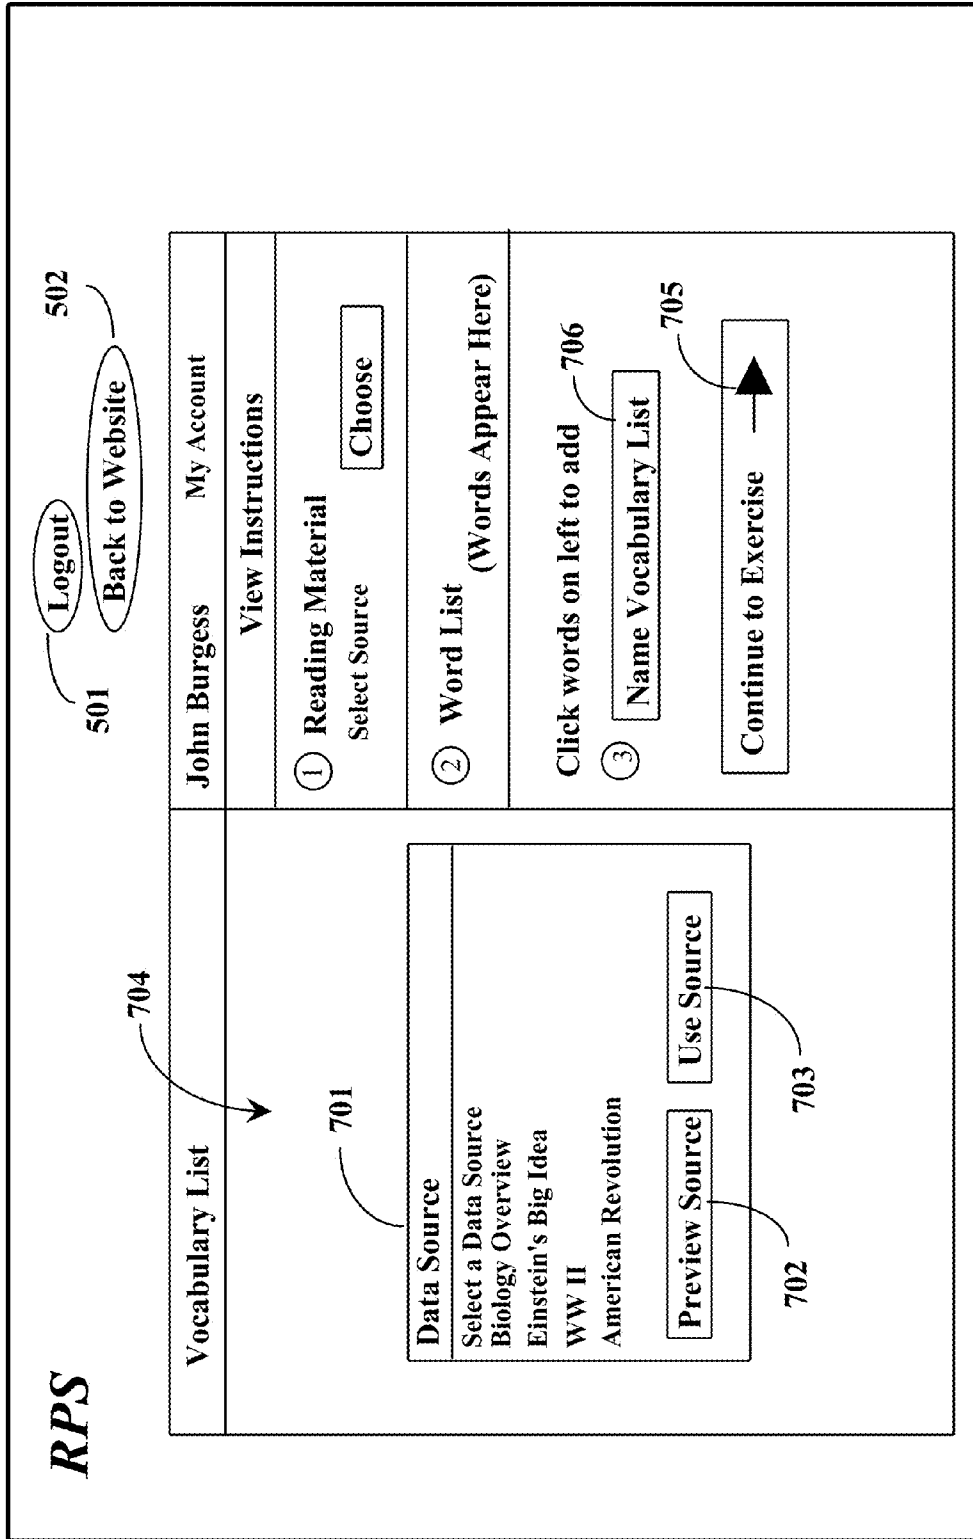 RPS
Logout
501
Back to Website
502
Vocabulary List
704
John Burgess My Account
View Instructions
701
Data Source
Select a Data Source
Biology Overview
Einstein's Big Idea
WW II
American Revolution
Preview Source
Use Source
702
703
1 Reading Material
Select Source
Choose
2 Word List
(Words Appear Here)
Click words on left to add
706
3 Name Vocabulary List
705
Continue to Exercise